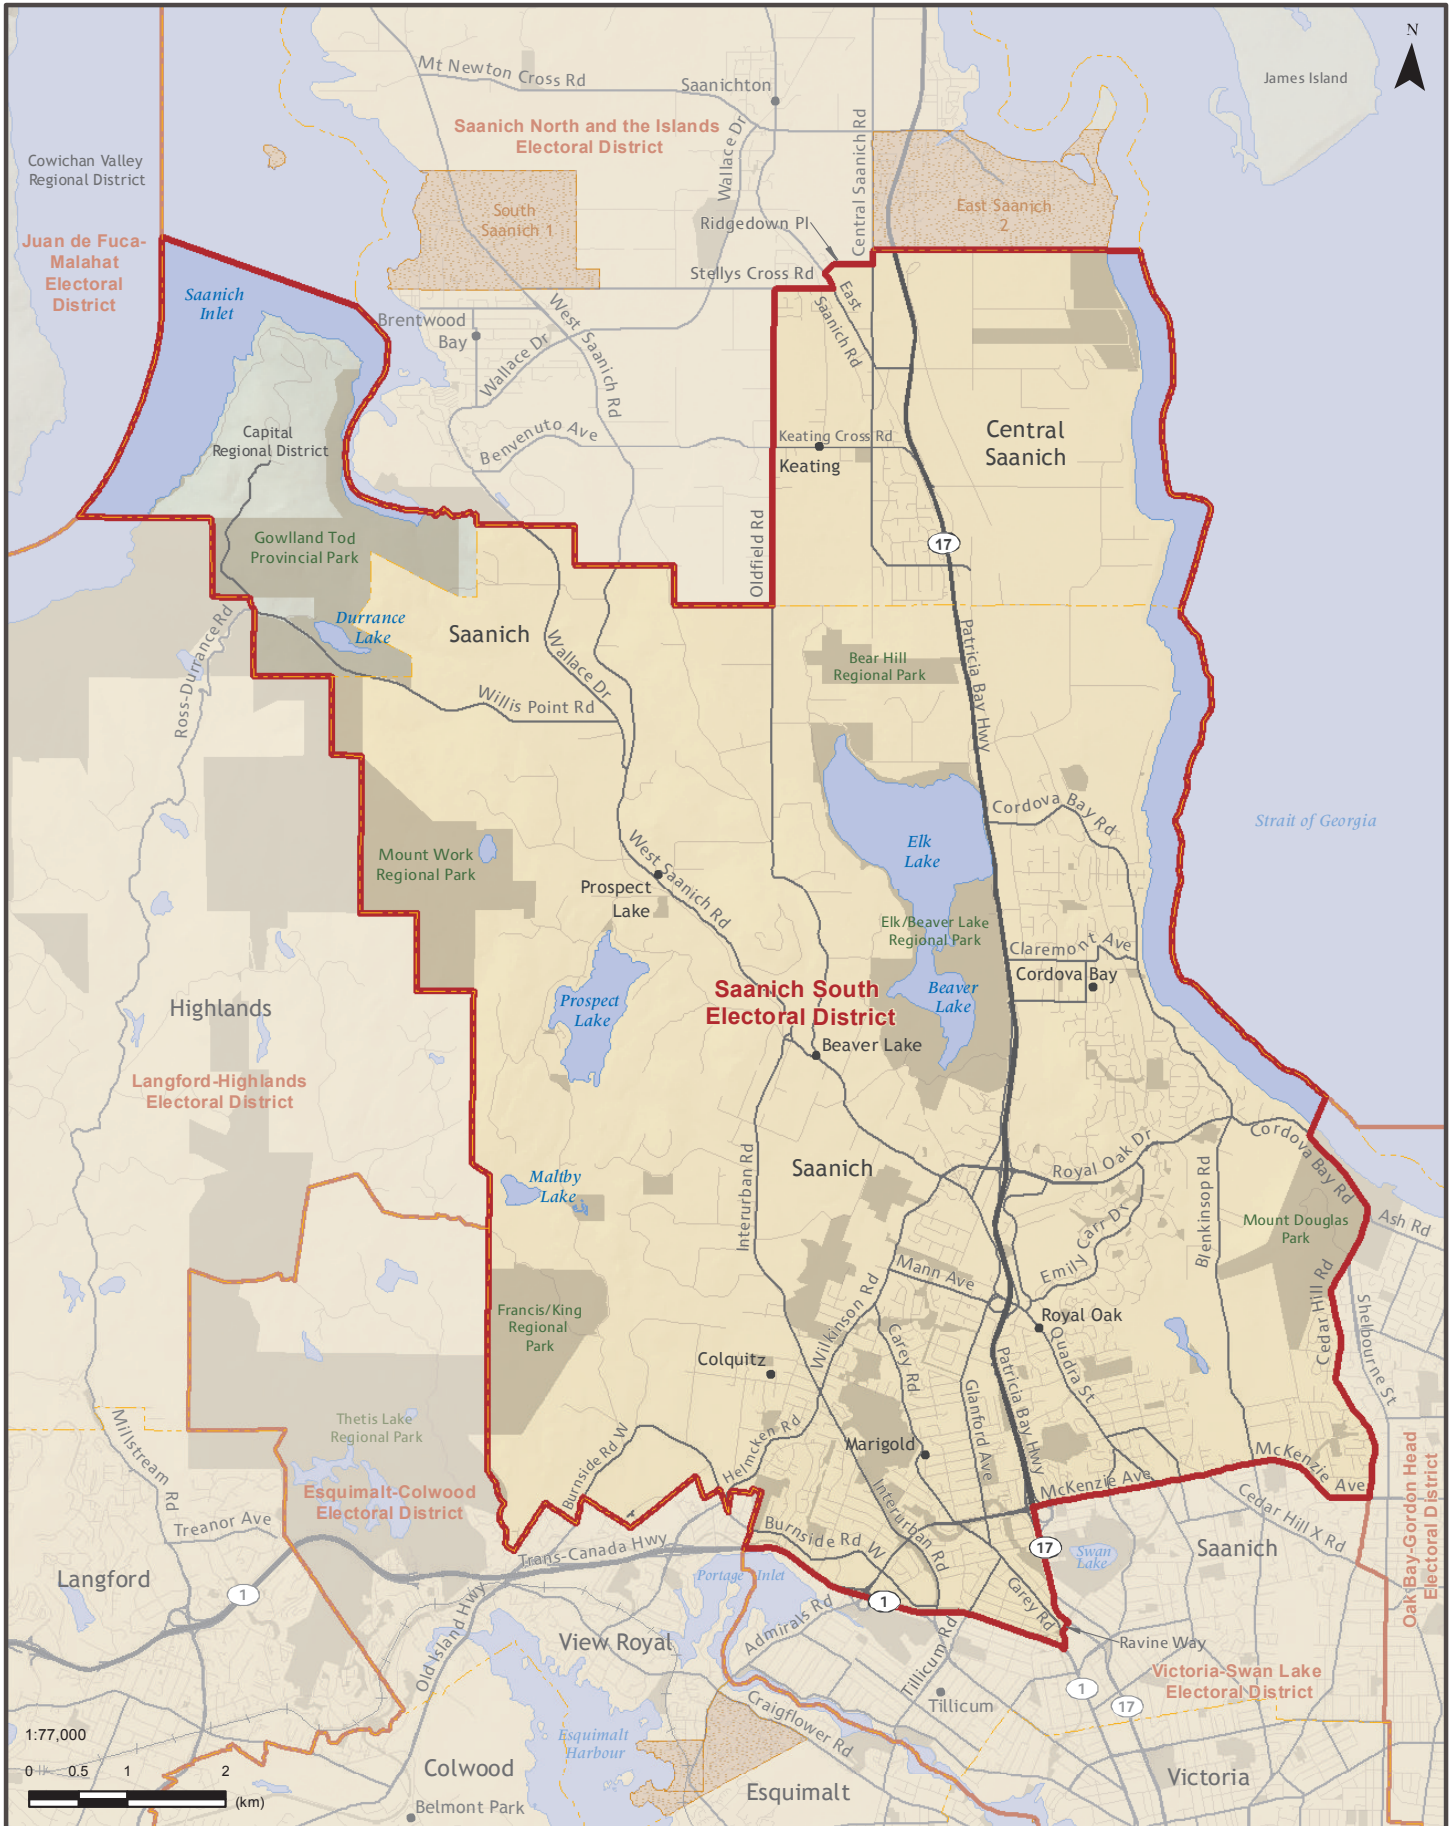 N
James Island
Mt Newton Cross Rd
Saanichton
Central Saanich Rd
Wallace Dr
Saanich North and the Islands
Electoral District
Cowichan Valley
Regional District
South
Saanich 1
East Saanich
2
Ridgedown Pl
Juan de Fuca-
Malahat
Electoral
District
Stellys Cross Rd
East
Saanich Rd
Saanich
Inlet
Brentwood
Bay
West Saanich Rd
Wallace Dr
Capital
Regional District
Benvenuto Ave
Keating Cross Rd
Keating
Central
Saanich
Gowlland Tod
Provincial Park
17
Oldfield Rd
Durrance
Lake
Saanich
Ross-Durrance Rd
Wallace Dr
Willis Point Rd
Bear Hill
Regional Park
Patricia Bay Hwy
Cordova Bay Rd
Strait of Georgia
Elk
Lake
Mount Work
Regional Park
West Saanich Rd
Prospect
Lake
Elk/Beaver Lake
Regional Park
Claremont Ave
Cordova Bay
Highlands
Prospect
Lake
Saanich South
Electoral District
Beaver
Lake
Beaver Lake
Langford-Highlands
Electoral District
Interurban Rd
Saanich
Royal Oak Dr
Cordova Bay Rd
Maltby
Lake
Blenkinsop Rd
Mount Douglas
Park
Ash Rd
Emily Carr Dr
Mann Ave
Wilkinson Rd
Cedar Hill Rd
Shelbourne St
Francis/King
Regional
Park
Royal Oak
Carey Rd
Quadra St
Patricia Bay Hwy
Colquitz
Glanford Ave
Thetis Lake
Regional Park
Millstream Rd
Burnside Rd W
Helmcken Rd
Marigold
McKenzie Ave
McKenzie Ave
Interurban Rd
Oak Bay-Gordon Head
Electoral District
Esquimalt-Colwood
Electoral District
Treanor Ave
Trans-Canada Hwy
Burnside Rd W
Cedar Hill X Rd
Saanich
17
Swan
Lake
Langford
1
Portage Inlet
1
Carey Rd
Old Island Hwy
View Royal
Admirals Rd
Tillicum Rd
Ravine Way
Victoria-Swan Lake
Electoral District
1
17
Tillicum
Craigflower Rd
Esquimalt
Harbour
1:77,000
0 0.5 1 2
(km)
Colwood
Belmont Park
Esquimalt
Victoria